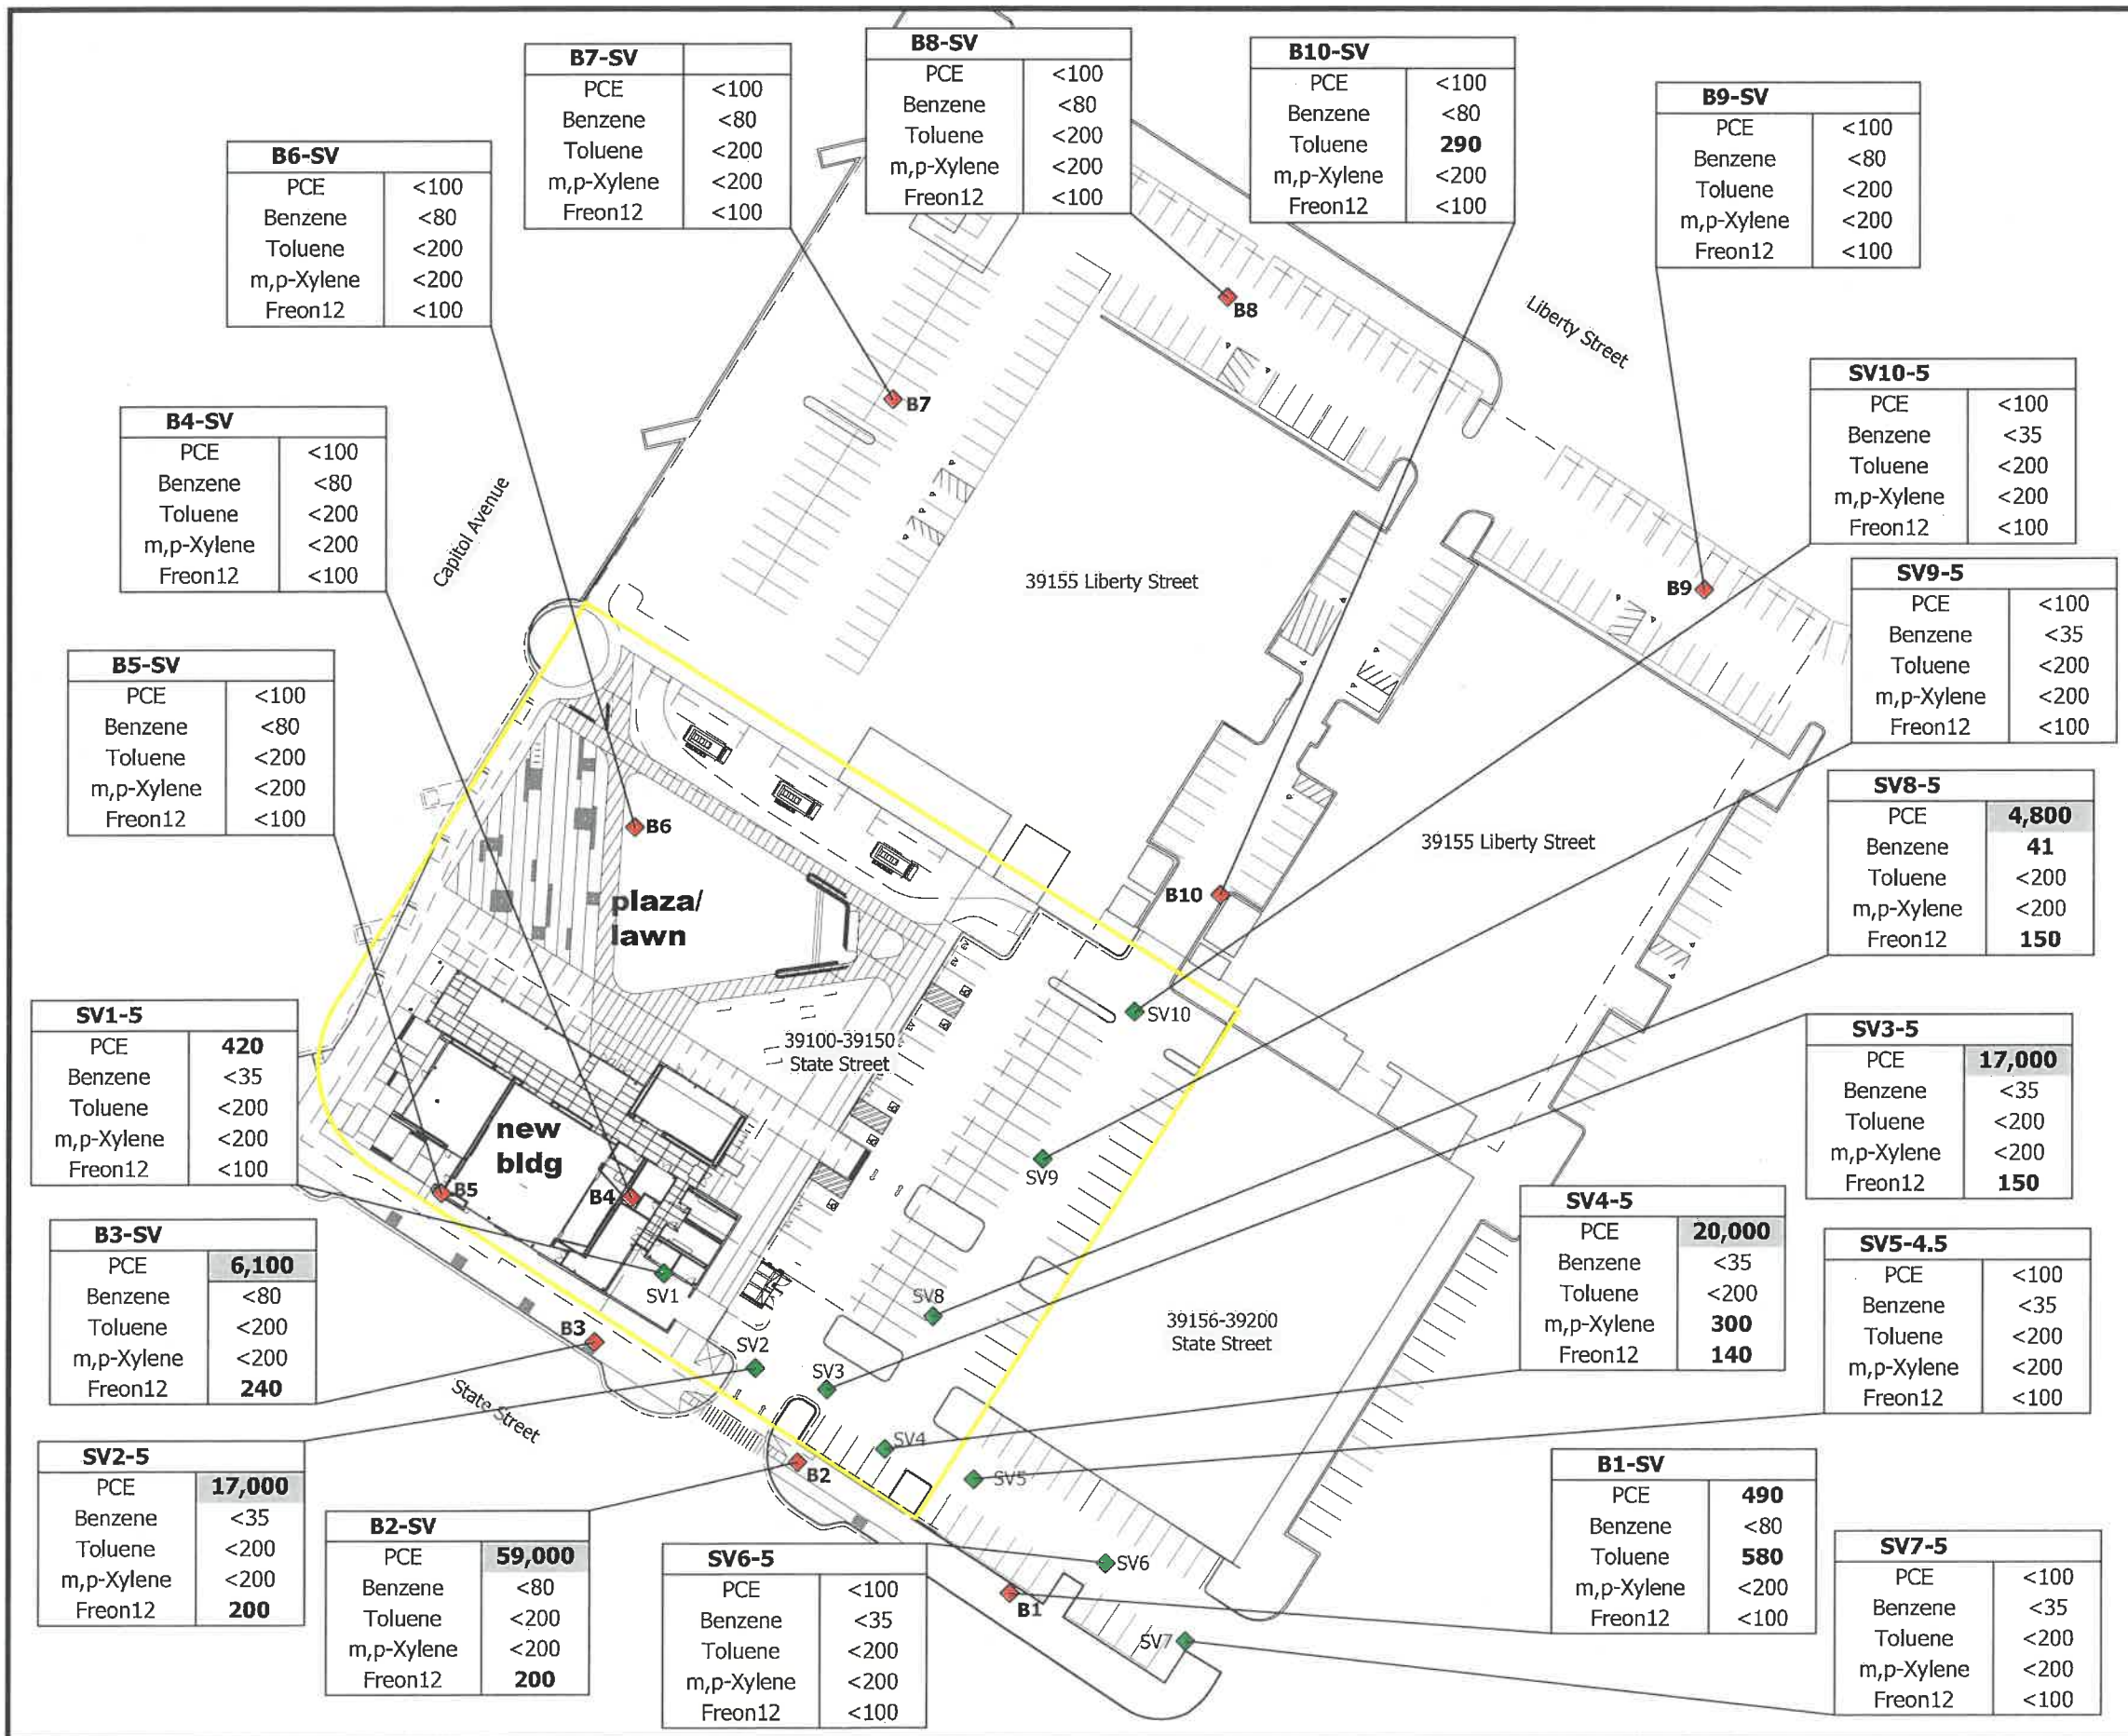 B7-SV
PCE <100
Benzene <80
Toluene <200
m,p-Xylene <200
Freon12 <100
B8-SV
PCE <100
Benzene <80
Toluene <200
m,p-Xylene <200
Freon12 <100
B10-SV
PCE <100
Benzene <80
Toluene 290
m,p-Xylene <200
Freon12 <100
B9-SV
PCE <100
Benzene <80
Toluene <200
m,p-Xylene <200
Freon12 <100
B6-SV
PCE <100
Benzene <80
Toluene <200
m,p-Xylene <200
Freon12 <100
B8
Liberty Street
SV10-5
PCE <100
Benzene <35
Toluene <200
m,p-Xylene <200
Freon12 <100
B7
B4-SV
PCE <100
Benzene <80
Toluene <200
m,p-Xylene <200
Freon12 <100
Capitol Avenue
39155 Liberty Street
B9
SV9-5
PCE <100
Benzene <35
Toluene <200
m,p-Xylene <200
Freon12 <100
B5-SV
PCE <100
Benzene <80
Toluene <200
m,p-Xylene <200
Freon12 <100
B6
39155 Liberty Street
SV8-5
PCE 4,800
Benzene 41
Toluene <200
m,p-Xylene <200
Freon12 150
plaza/
lawn
B10
EV
EV
EV
EV
SV10
39100-39150
State Street
SV1-5
PCE 420
Benzene <35
Toluene <200
m,p-Xylene <200
Freon12 <100
SV3-5
PCE 17,000
Benzene <35
Toluene <200
m,p-Xylene <200
Freon12 150
new
bldg
SV9
B5
B4
SV4-5
PCE 20,000
Benzene <35
Toluene <200
m,p-Xylene 300
Freon12 140
B3-SV
PCE 6,100
Benzene <80
Toluene <200
m,p-Xylene <200
Freon12 240
SV5-4.5
PCE <100
Benzene <35
Toluene <200
m,p-Xylene <200
Freon12 <100
SV1
SV8
39156-39200
State Street
B3
SV2
SV3
State Street
SV4
B2
SV5
SV2-5
PCE 17,000
Benzene <35
Toluene <200
m,p-Xylene <200
Freon12 200
B2-SV
PCE 59,000
Benzene <80
Toluene <200
m,p-Xylene <200
Freon12 200
SV6-5
PCE <100
Benzene <35
Toluene <200
m,p-Xylene <200
Freon12 <100
SV6
B1
SV7
B1-SV
PCE 490
Benzene <80
Toluene 580
m,p-Xylene <200
Freon12 <100
SV7-5
PCE <100
Benzene <35
Toluene <200
m,p-Xylene <200
Freon12 <100